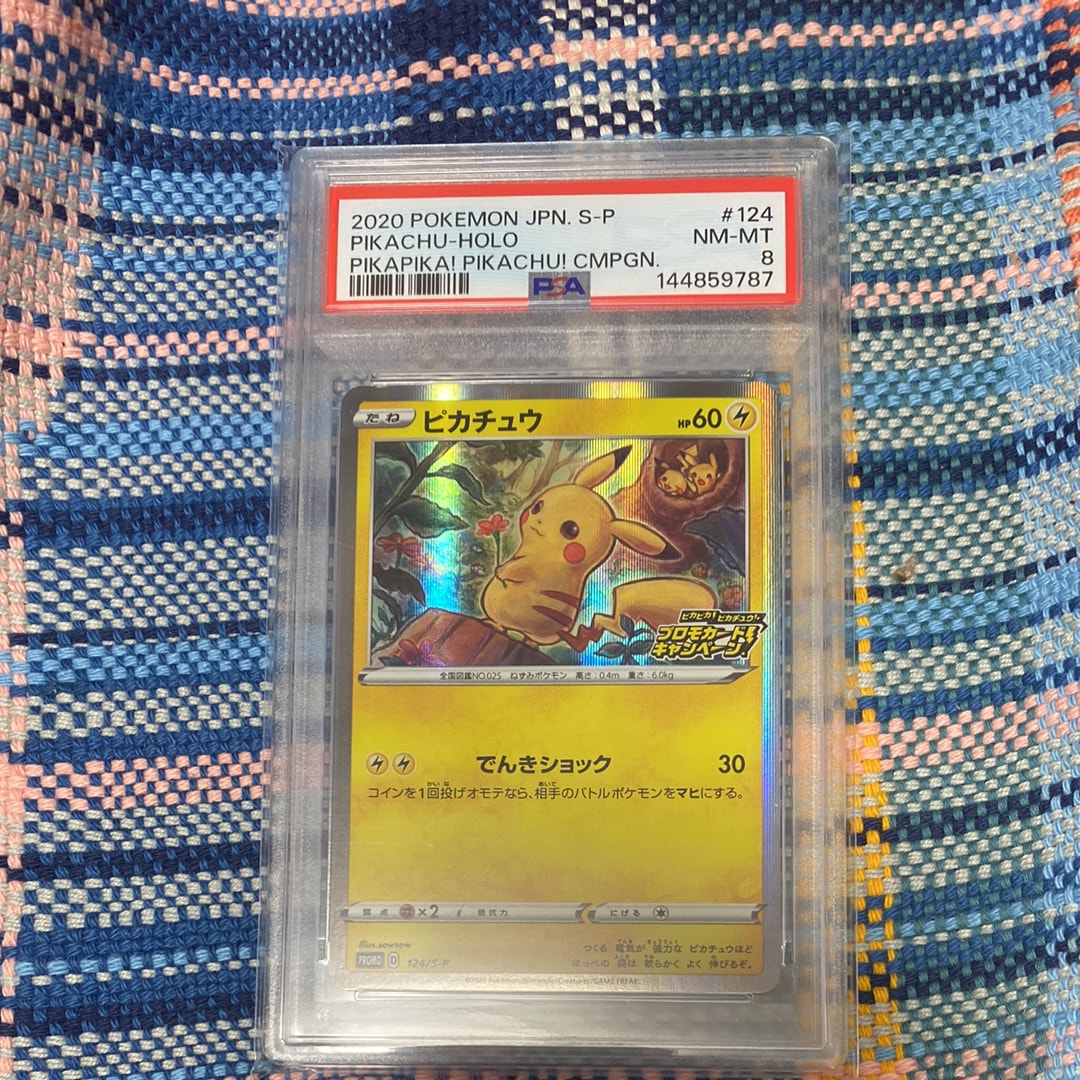 2020 POKEMON JPN. S-P #124
PIKACHU-HOLO NM-MT
PIKAPIKA! PIKACHU! CMPGN. 8
PSA 144859787
たね ピカチュウ HP60
ピカピカ! ピカチュウ!
プロモカード
キャンペーン!
全国図鑑NO.025 ねずみポケモン 高さ:0.4m 重さ:6.0kg
でんきショック 30
コインを1回投げオモテなら、相手のバトルポケモンをマヒにする。
弱点 ×2 抵抗力 にげる
Illus.sowsow
つくる 電気が 強力な ピカチュウほど
ほっぺの 袋は 軟らかく よく 伸びるぞ。
PROMO D 124/S-P
©2020 Pokémon/Nintendo/Creatures/GAME FREAK.